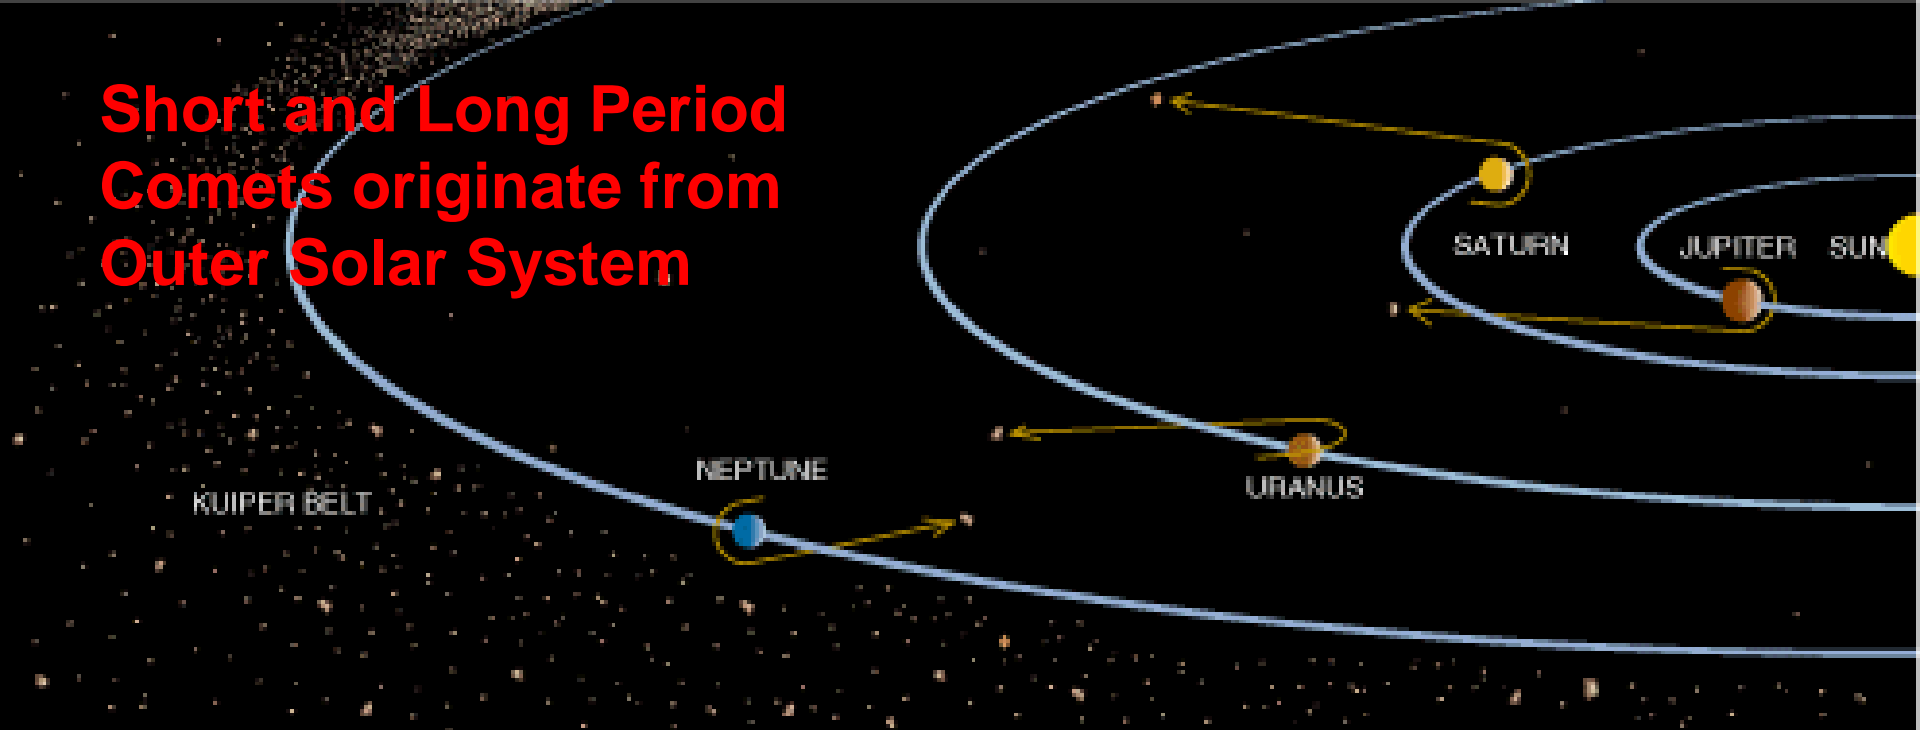 Short and Long Period
Comets originate from
Outer Solar System
SATURN
JUPITER
SUN
NEPTUNE
URANUS
KUIPER BELT